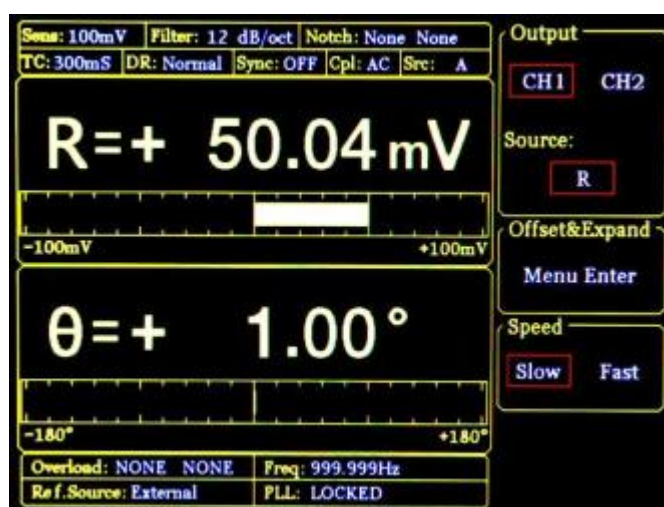 Sens: 100mV Filter: 12 dB/oct Notch: None None
TC: 300mS DR: Normal Sync: OFF Cpl: AC Src: A
R=+ 50.04 mV
-100mV +100mV
θ=+ 1.00°
-180° +180°
Overload: NONE NONE Freq: 999.999Hz
Ref.Source: External PLL: LOCKED
Output
CH1 CH2
Source:
R
Offset&Expand
Menu Enter
Speed
Slow Fast